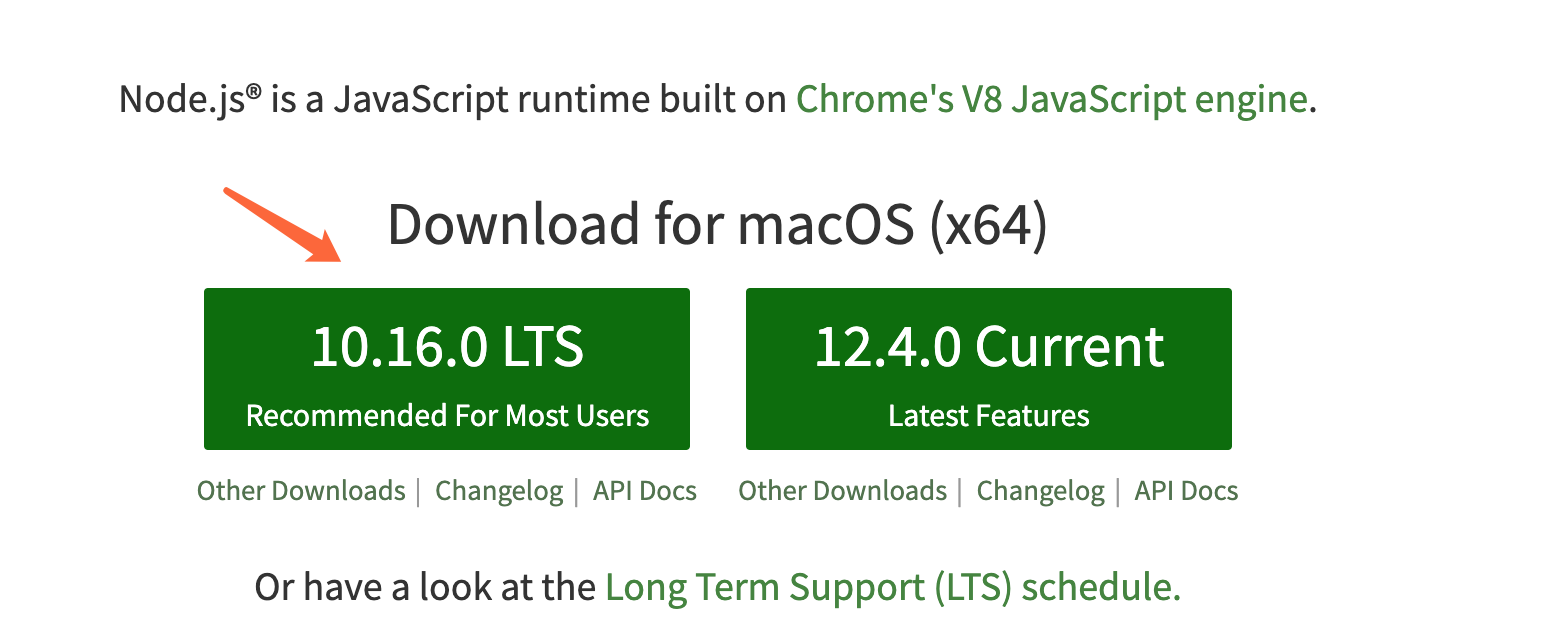 Node.js® is a JavaScript runtime built on Chrome's V8 JavaScript engine.
Download for macOS (x64)
10.16.0 LTS
Recommended For Most Users
12.4.0 Current
Latest Features
Other Downloads | Changelog | API Docs
Other Downloads | Changelog | API Docs
Or have a look at the Long Term Support (LTS) schedule.